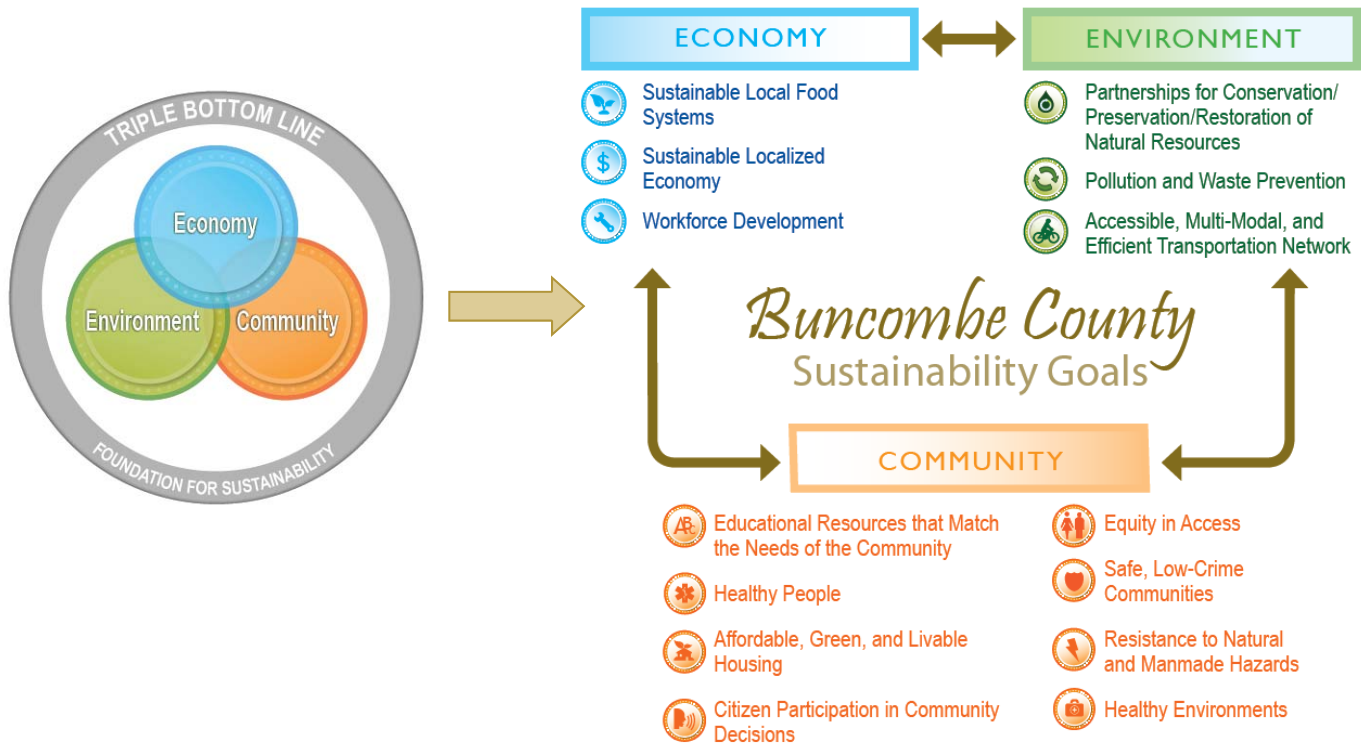 TRIPLE BOTTOM LINE
Economy
Environment
Community
FOUNDATION FOR SUSTAINABILITY
ECONOMY
Sustainable Local Food
Systems
$
Sustainable Localized
Economy
Workforce Development
ENVIRONMENT
Partnerships for Conservation/
Preservation/Restoration of
Natural Resources
Pollution and Waste Prevention
Accessible, Multi-Modal, and
Efficient Transportation Network
Buncombe County
Sustainability Goals
COMMUNITY
ABC
Educational Resources that Match
the Needs of the Community
Healthy People
Affordable, Green, and Livable
Housing
Citizen Participation in Community
Decisions
Equity in Access
Safe, Low-Crime
Communities
Resistance to Natural
and Manmade Hazards
Healthy Environments